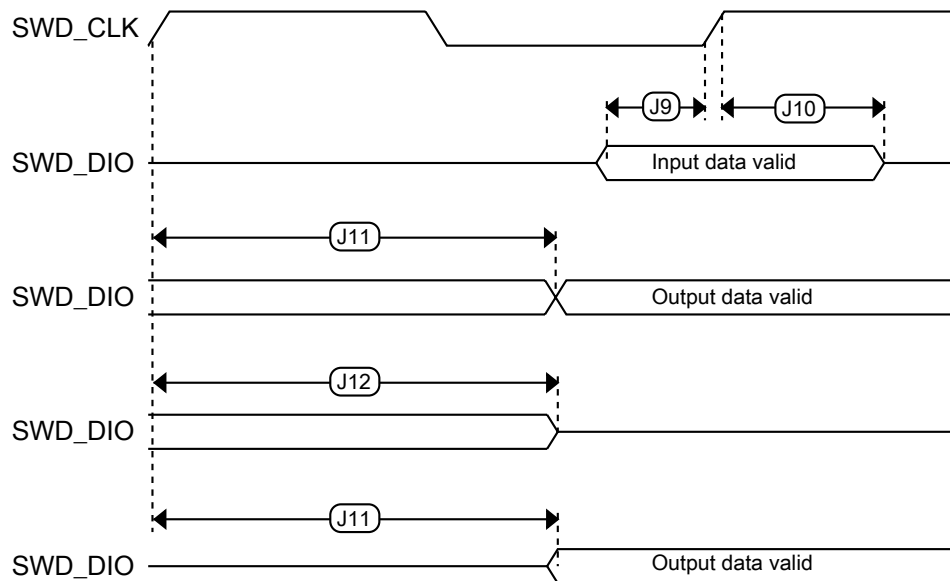 SWD_CLK
J9
J10
SWD_DIO
Input data valid
J11
SWD_DIO
Output data valid
J12
SWD_DIO
J11
SWD_DIO
Output data valid